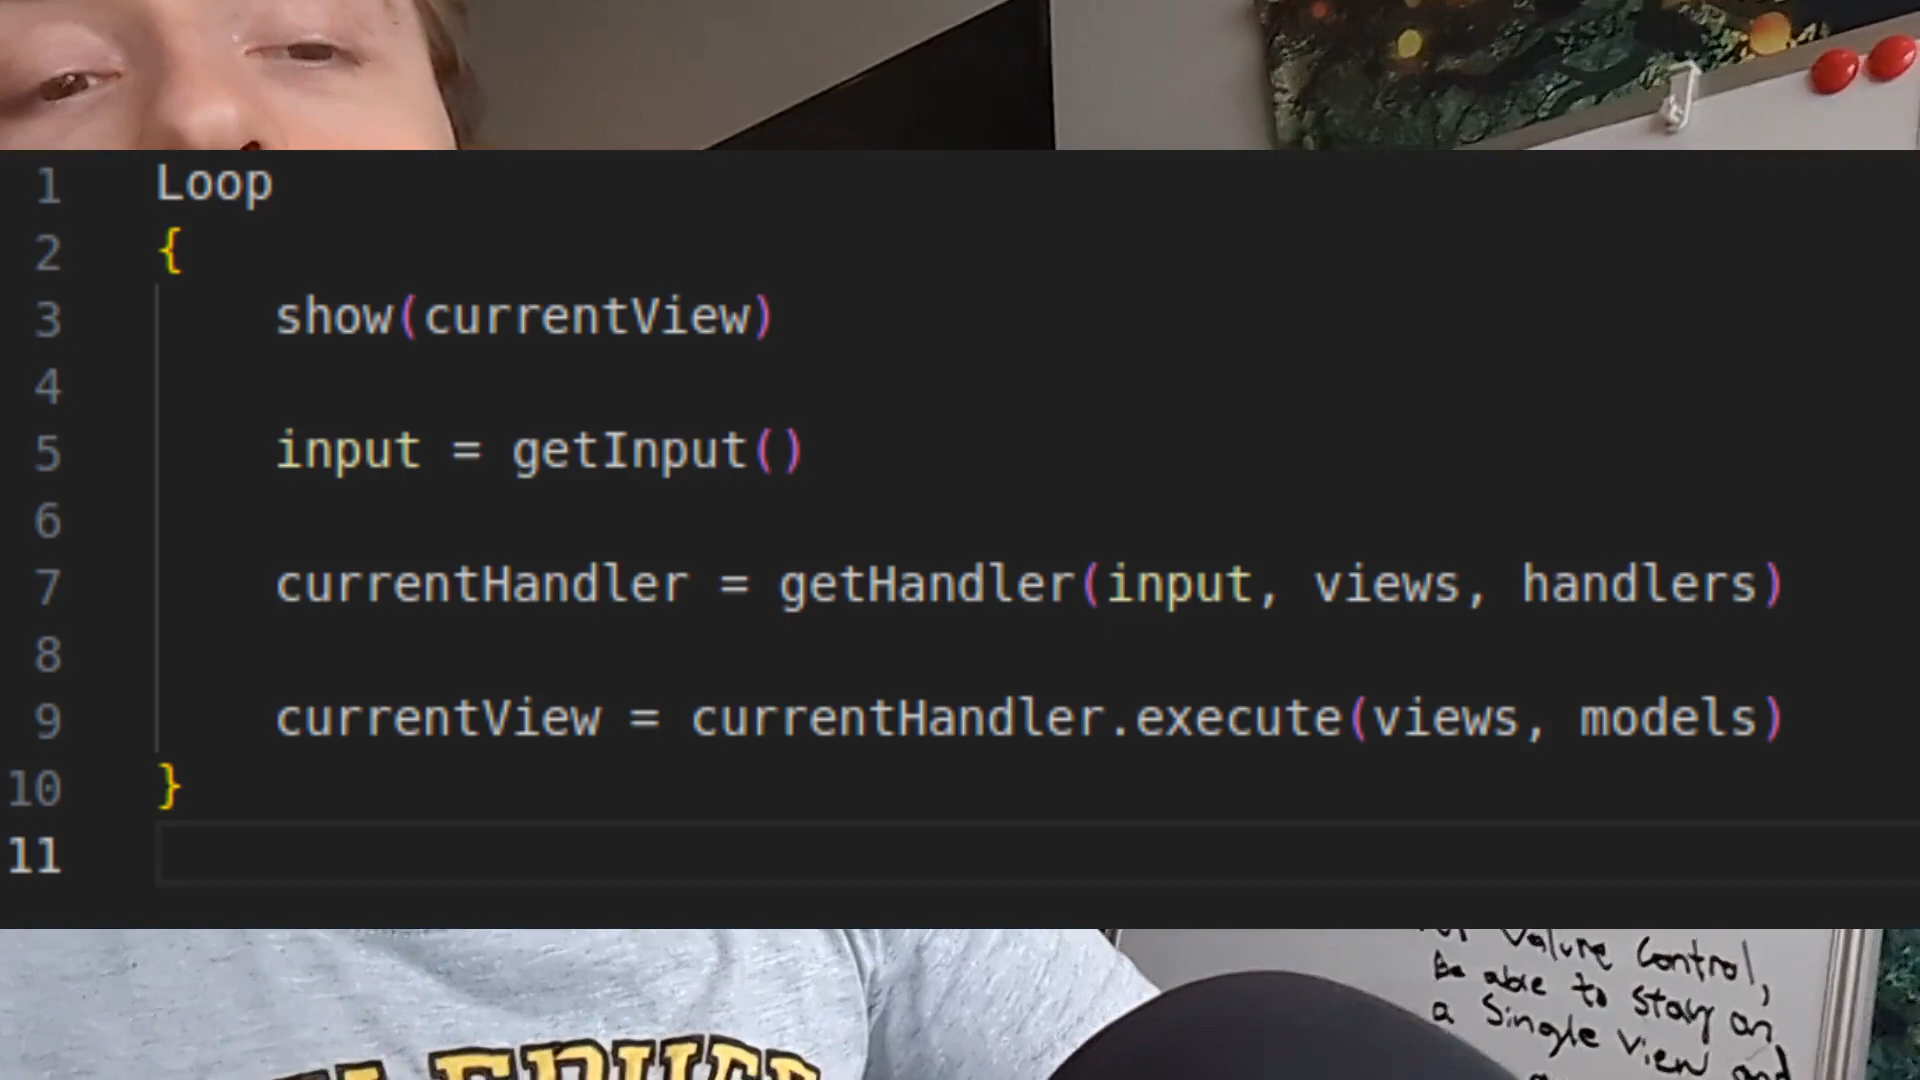 1 Loop
2 {
3 show(currentView)
4
5 input = getInput()
6
7 currentHandler = getHandler(input, views, handlers)
8
9 currentView = currentHandler.execute(views, models)
10 }
11
Control,
Be able to stay on
a Single view and